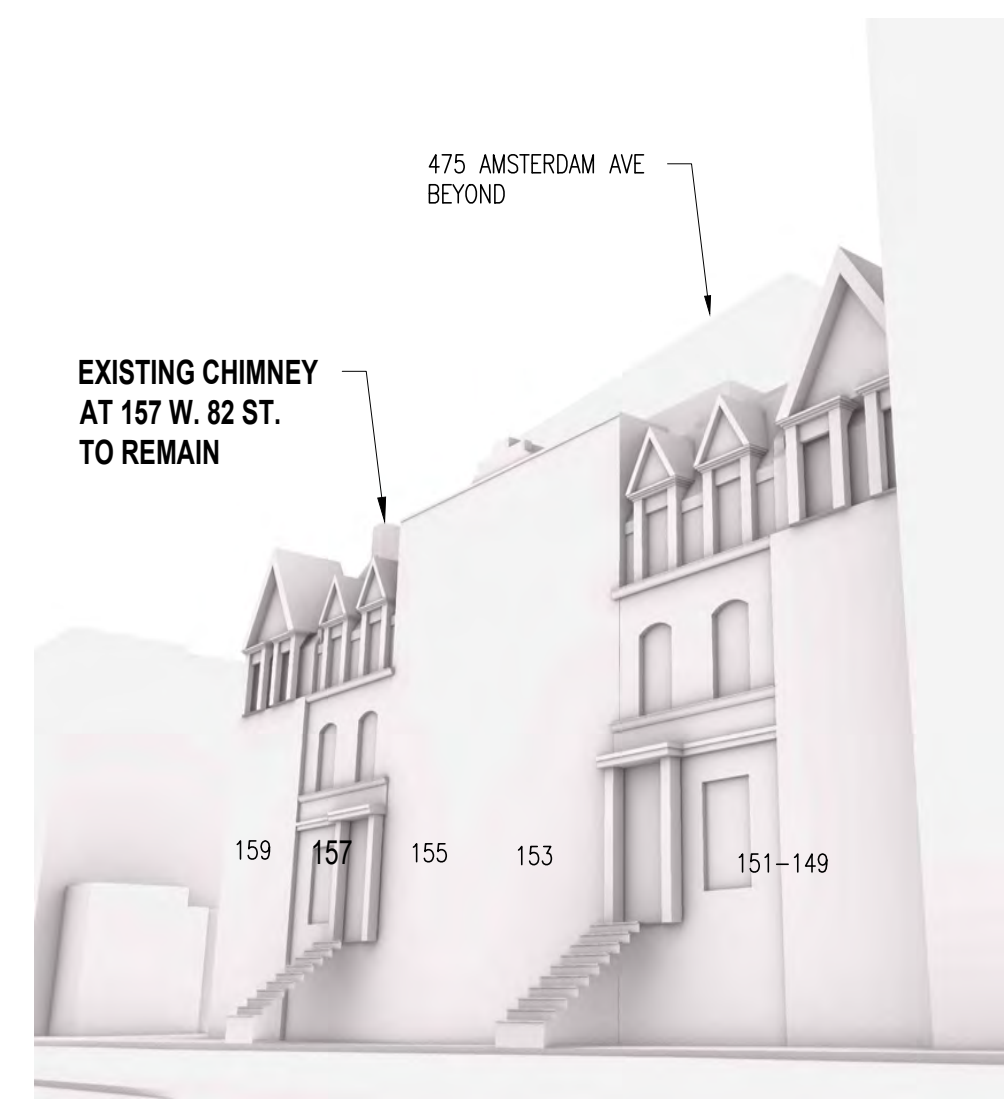 475 AMSTERDAM AVE
BEYOND
EXISTING CHIMNEY
AT 157 W. 82 ST.
TO REMAIN
159 157 155 153 151-149